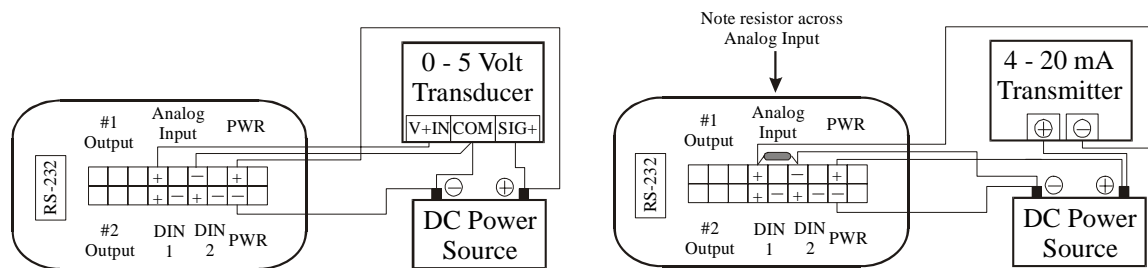 0 - 5 Volt
Transducer
V+IN COM SIG+
#1
Output
Analog
Input
PWR
RS-232
+ − +
+ − + − −
#2
Output
DIN
1
DIN
2
PWR
− +
DC Power
Source
Note resistor across
Analog Input
4 - 20 mA
Transmitter
+ −
#1
Output
Analog
Input
PWR
RS-232
+ − +
+ − + − −
#2
Output
DIN
1
DIN
2
PWR
− +
DC Power
Source